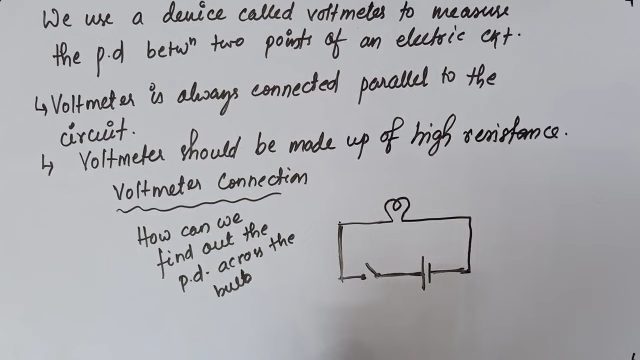 We use a device called voltmeter to measure
the p.d betwn two points of an electric ckt.
↳ Voltmeter is always connected parallel to the
circuit.
↳ Voltmeter should be made up of high resistance.
Voltmeter Connection
How can we
find out the
p.d. across the
bulb